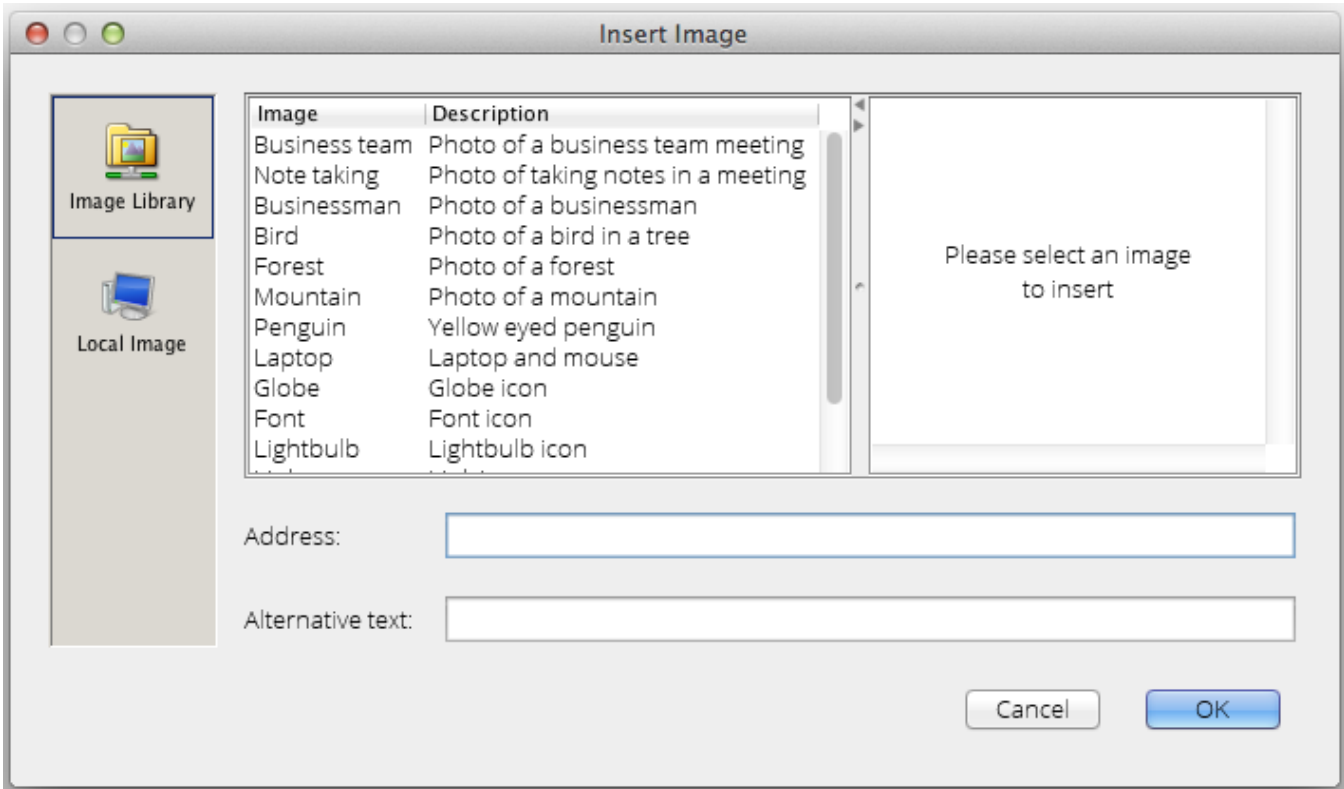 Insert Image
Image Library
Local Image
Image Description
Business team Photo of a business team meeting
Note taking Photo of taking notes in a meeting
Businessman Photo of a businessman
Bird Photo of a bird in a tree
Forest Photo of a forest
Mountain Photo of a mountain
Penguin Yellow eyed penguin
Laptop Laptop and mouse
Globe Globe icon
Font Font icon
Lightbulb Lightbulb icon
Please select an image
to insert
Address:
Alternative text:
Cancel OK